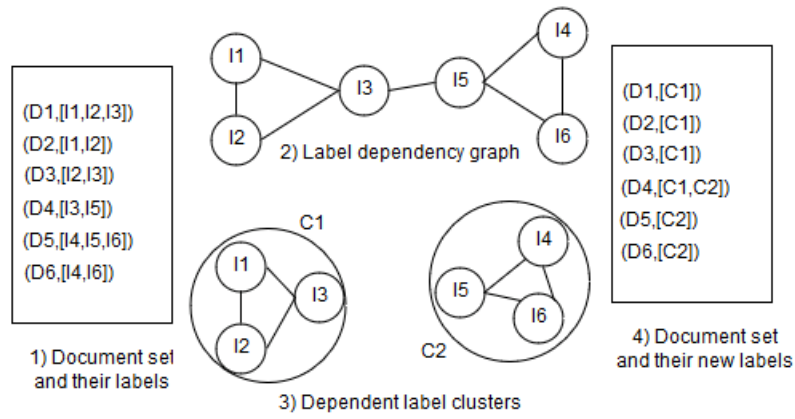 (D1,[I1,I2,I3])
(D2,[I1,I2])
(D3,[I2,I3])
(D4,[I3,I5])
(D5,[I4,I5,I6])
(D6,[I4,I6])
1) Document set
and their labels
I1
I2
I3
I5
I4
I6
2) Label dependency graph
C1
I1
I2
I3
I4
I5
I6
C2
3) Dependent label clusters
(D1,[C1])
(D2,[C1])
(D3,[C1])
(D4,[C1,C2])
(D5,[C2])
(D6,[C2])
4) Document set
and their new labels